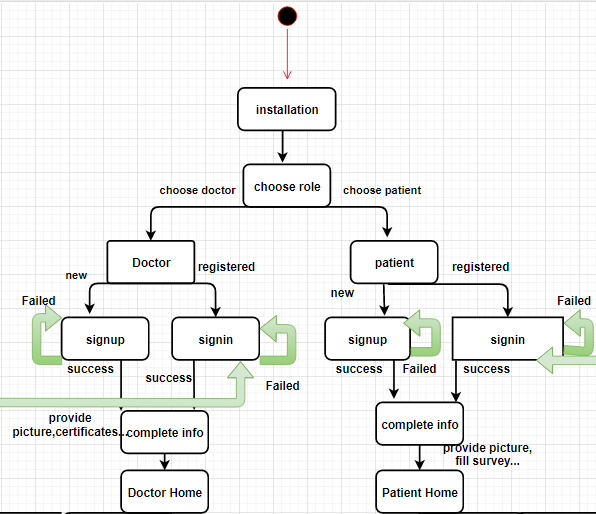 installation
choose role
choose doctor
choose patient
Doctor
patient
new
registered
new
registered
Failed
Failed
signup
signin
signup
signin
success
success
Failed
success
Failed
success
provide
picture,certificates...
complete info
complete info
provide picture,
fill survey...
Doctor Home
Patient Home